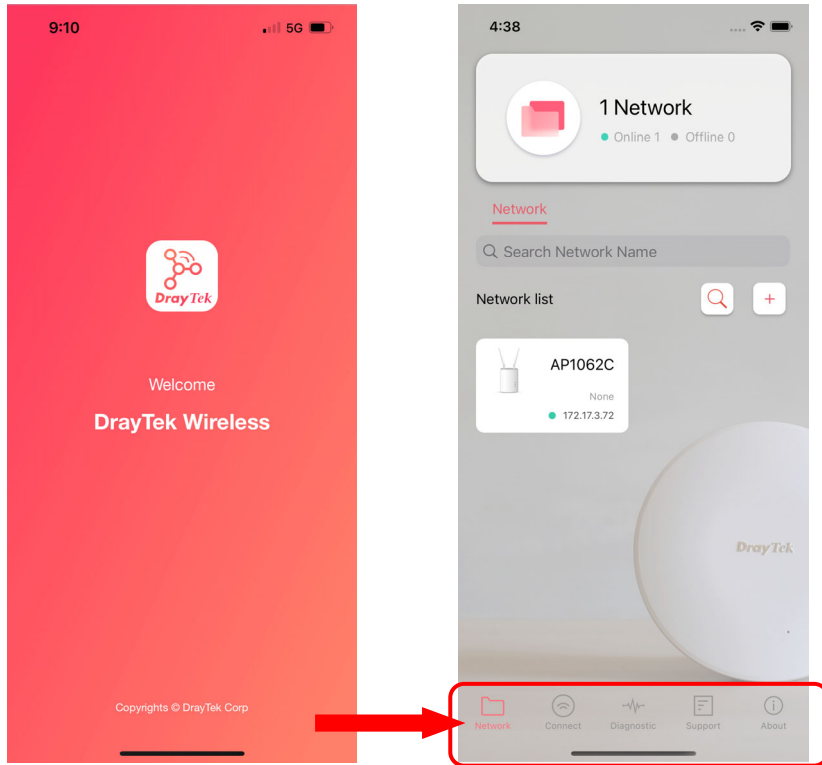 9:10
5G
DrayTek
Welcome
DrayTek Wireless
Copyrights © DrayTek Corp
4:38
1 Network
Online 1 Offline 0
Network
Search Network Name
Network list
+
AP1062C
None
172.17.3.72
DrayTek
Network Connect Diagnostic Support About